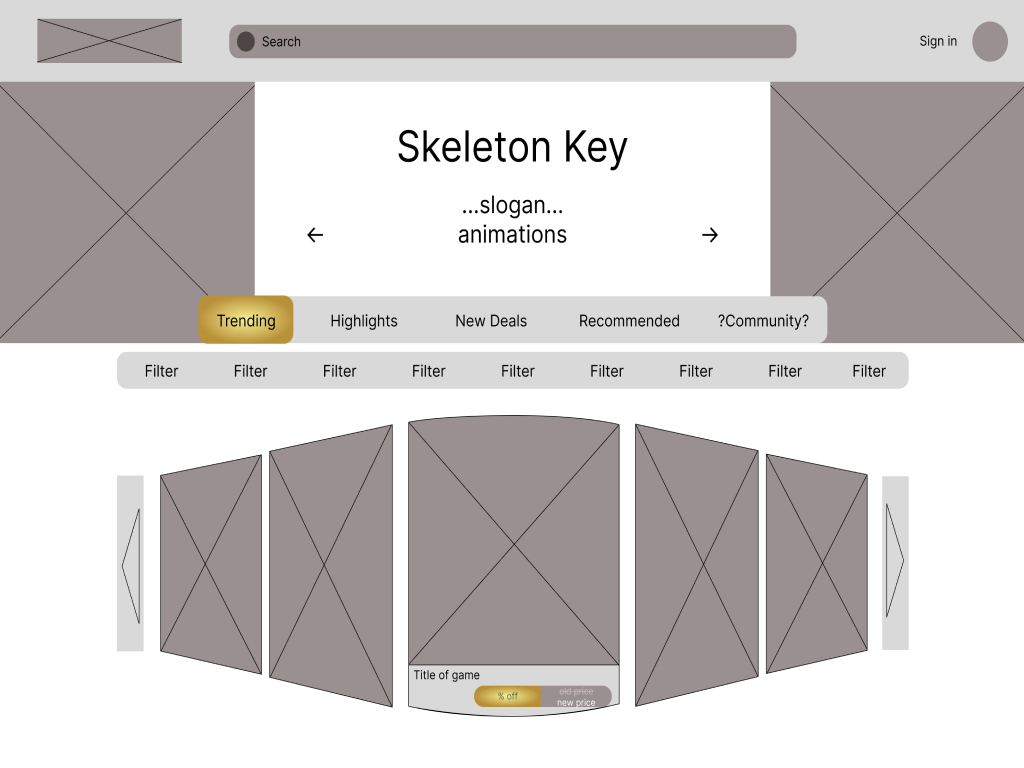 Search
Sign in
Skeleton Key
...slogan...
← animations →
Trending Highlights New Deals Recommended ?Community?
Filter Filter Filter Filter Filter Filter Filter Filter Filter
Title of game
% off
old price
new price